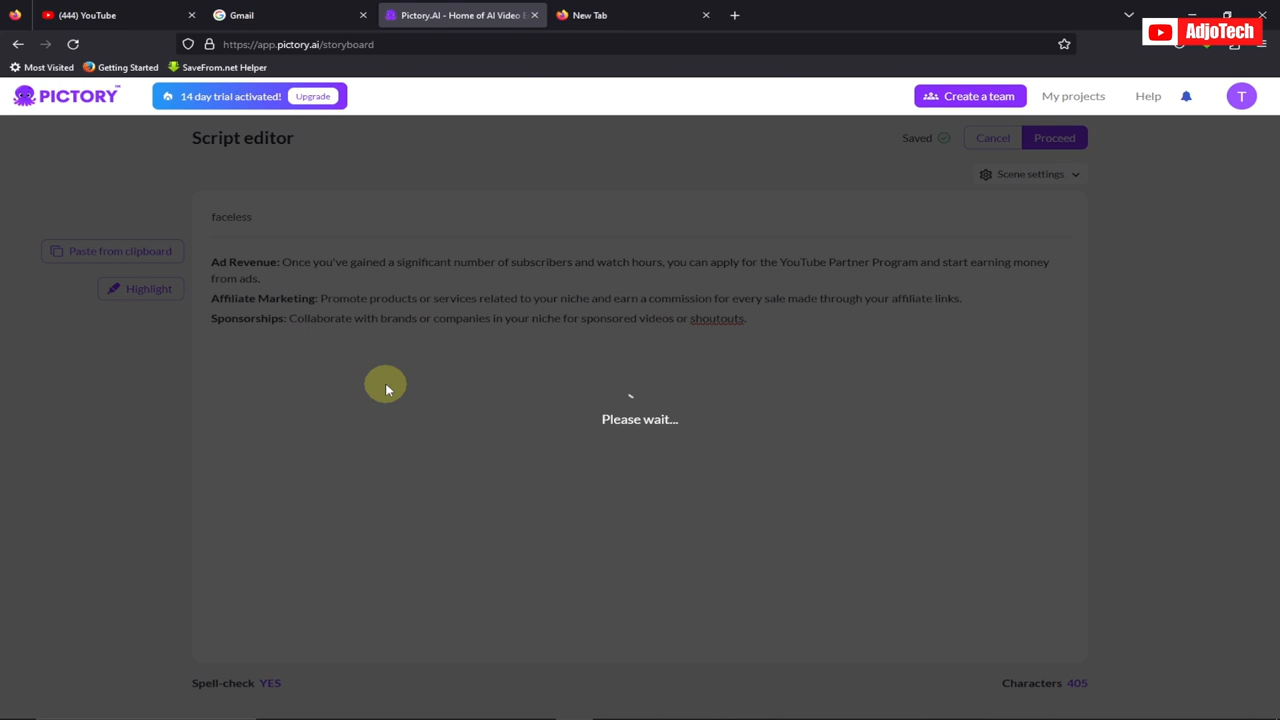 (444) YouTube
Gmail
Pictory.AI - Home of AI Video E
New Tab
AdjoTech
https://app.pictory.ai/storyboard
Most Visited
Getting Started
SaveFrom.net Helper
PICTORY
14 day trial activated!
Upgrade
Create a team
My projects
Help
T
Script editor
Saved
Cancel
Proceed
Scene settings
faceless
Paste from clipboard
Highlight
Ad Revenue: Once you've gained a significant number of subscribers and watch hours, you can apply for the YouTube Partner Program and start earning money
from ads.
Affiliate Marketing: Promote products or services related to your niche and earn a commission for every sale made through your affiliate links.
Sponsorships: Collaborate with brands or companies in your niche for sponsored videos or shoutouts.
Please wait...
Spell-check YES
Characters 405